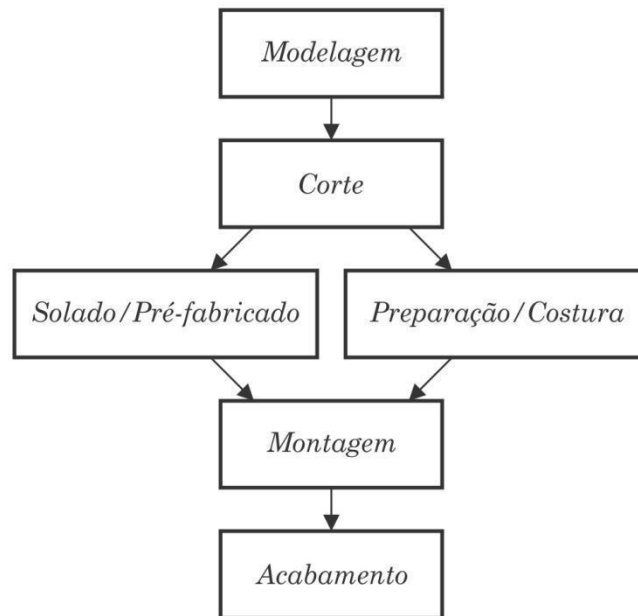 Modelagem
Corte
Solado/Pré-fabricado
Preparação/Costura
Montagem
Acabamento